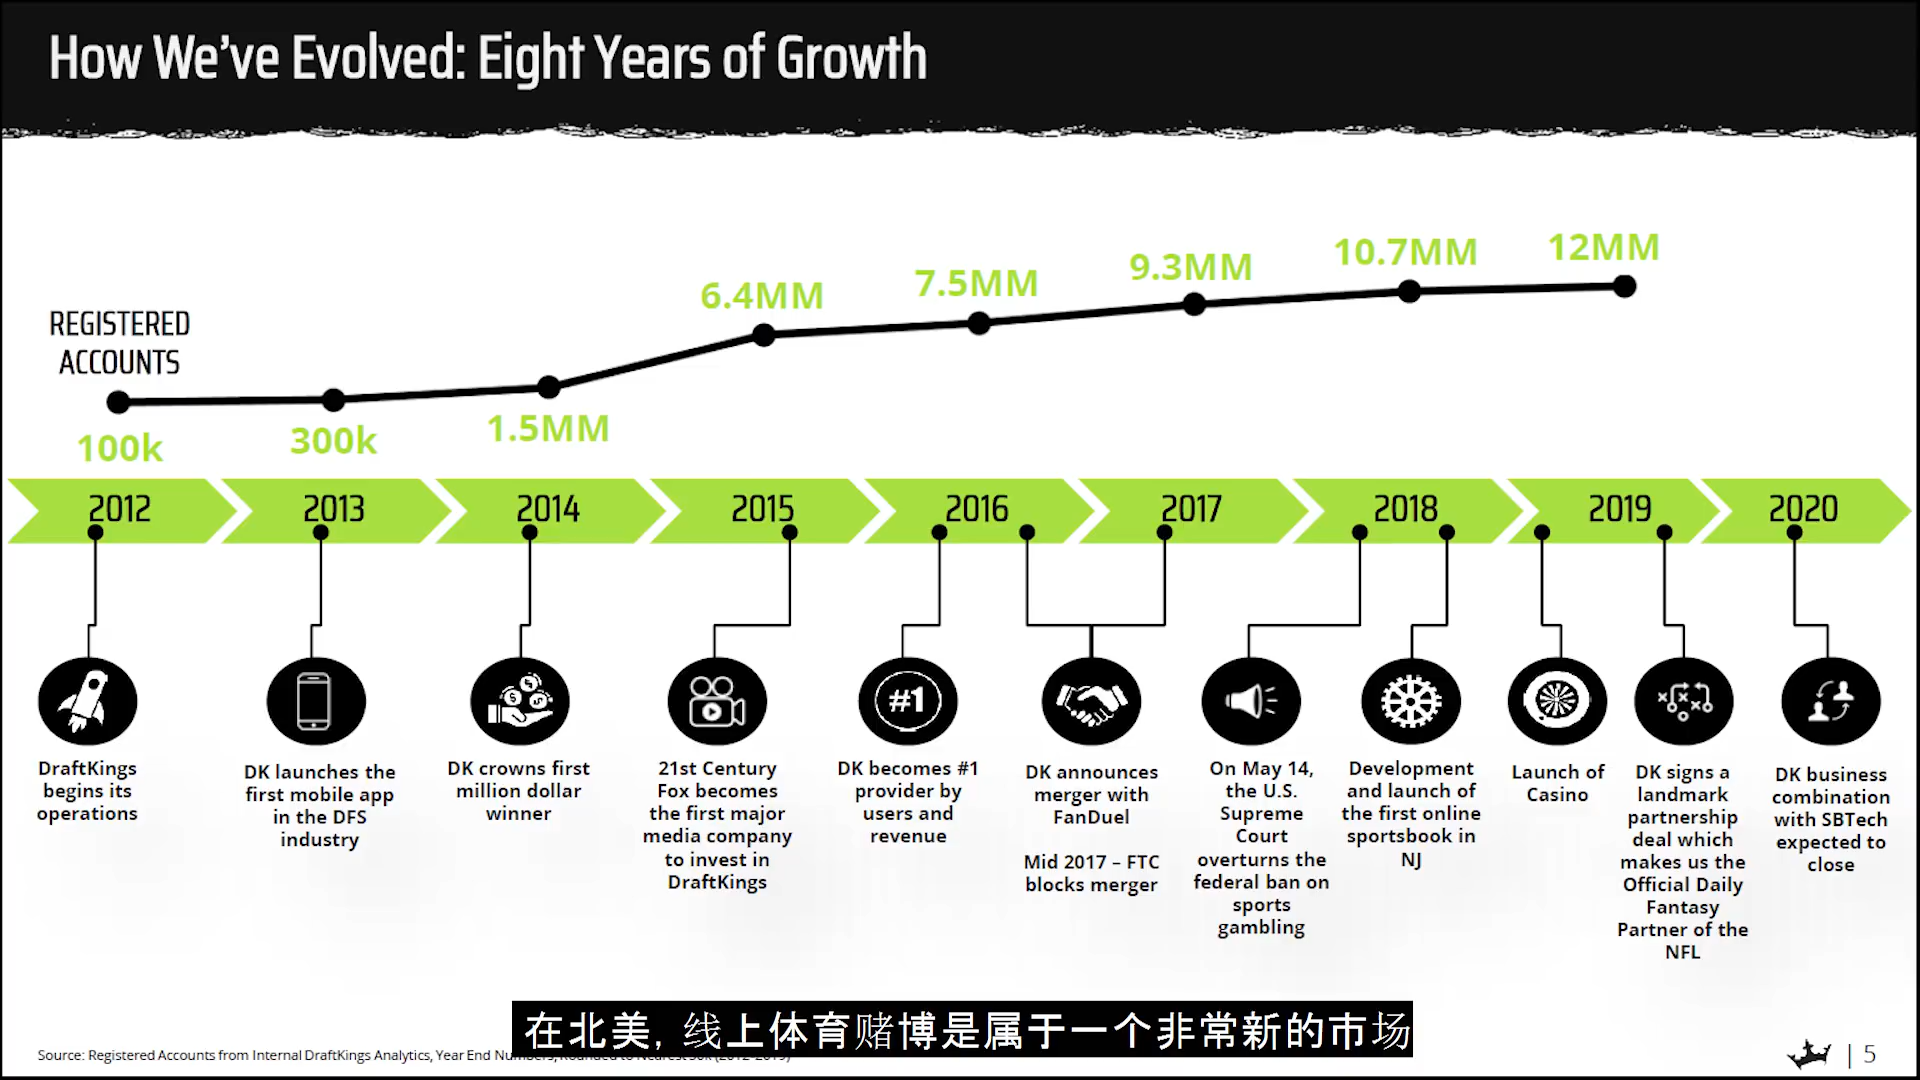 How We've Evolved: Eight Years of Growth
REGISTERED
ACCOUNTS
100k
300k
1.5MM
6.4MM
7.5MM
9.3MM
10.7MM
12MM
2012
2013
2014
2015
2016
2017
2018
2019
2020
DraftKings
begins its
operations
DK launches the
first mobile app
in the DFS
industry
DK crowns first
million dollar
winner
21st Century
Fox becomes
the first major
media company
to invest in
DraftKings
#1
DK becomes #1
provider by
users and
revenue
DK announces
merger with
FanDuel
Mid 2017 – FTC
blocks merger
On May 14,
the U.S.
Supreme
Court
overturns the
federal ban on
sports
gambling
Development
and launch of
the first online
sportsbook in
NJ
Launch of
Casino
DK signs a
landmark
partnership
deal which
makes us the
Official Daily
Fantasy
Partner of the
NFL
DK business
combination
with SBTech
expected to
close
在北美，线上体育赌博是属于一个非常新的市场
Source: Registered Accounts from Internal DraftKings Analytics, Year End
| 5